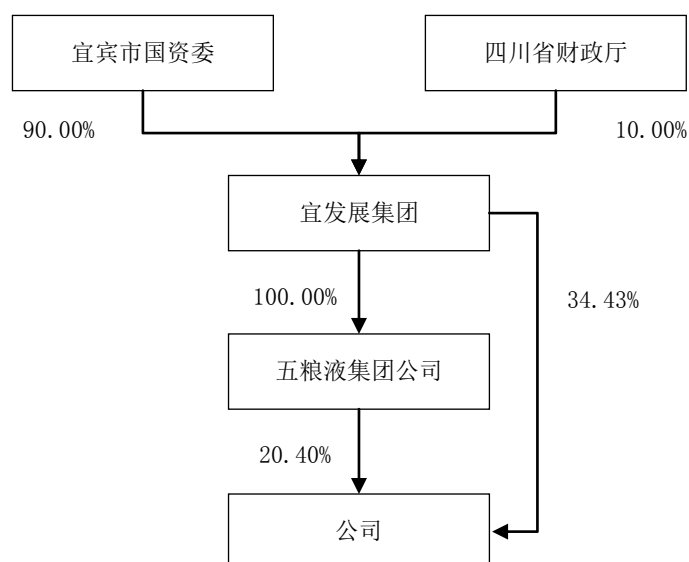 宜宾市国资委
四川省财政厅
90.00%
10.00%
宜发展集团
100.00%
34.43%
五粮液集团公司
20.40%
公司